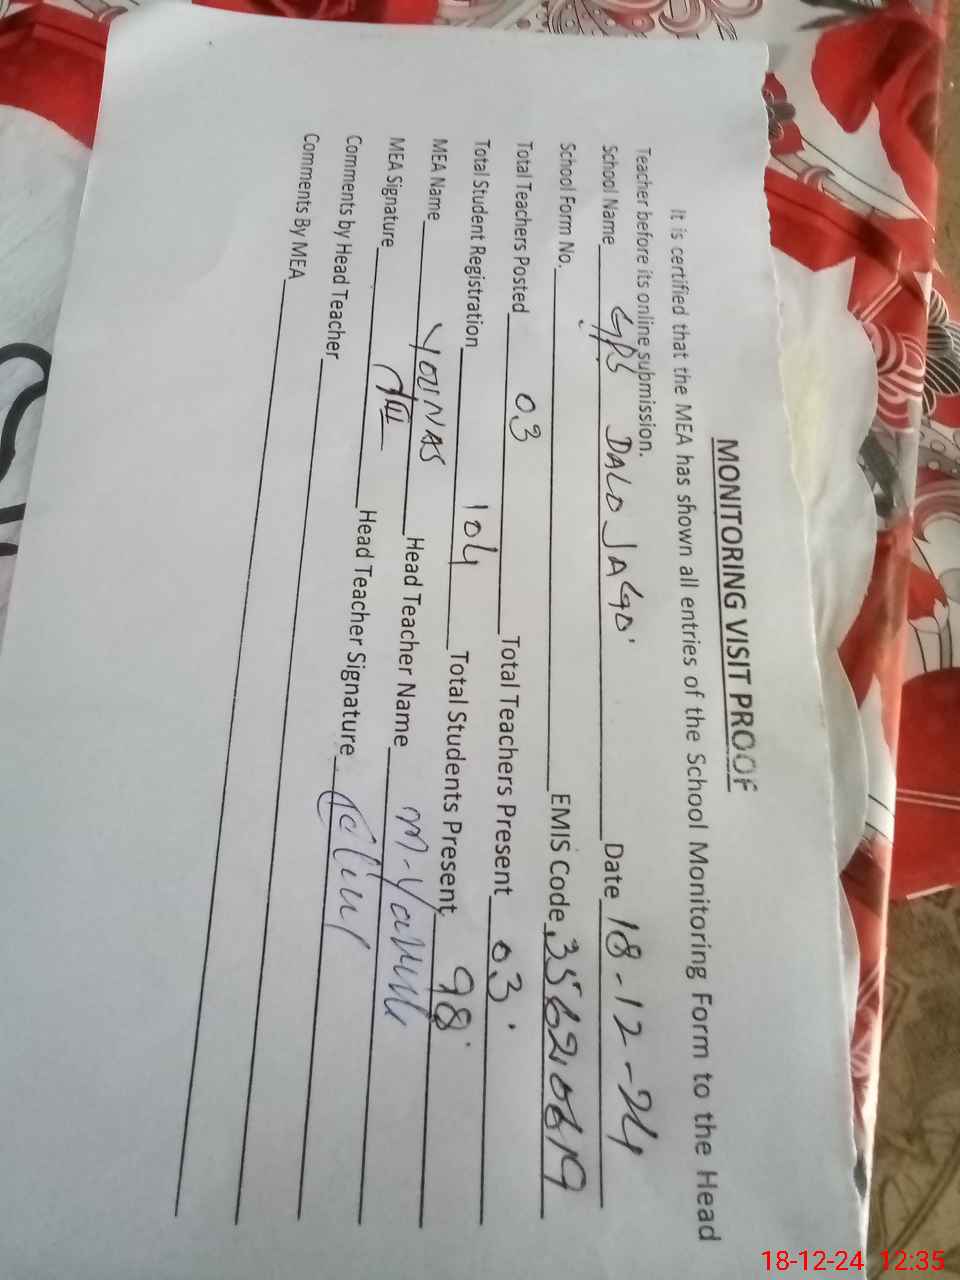 MONITORING VISIT PROOF
It is certified that the MEA has shown all entries of the School Monitoring Form to the Head
Teacher before its online submission.
School Name GPS DALO JAGO Date 18-12-24
School Form No. EMIS Code 35621
Total Teachers Posted 03 Total Teachers Present 03
Total Student Registration 104 Total Students Present 98
MEA Name YOUNAS Head Teacher Name
MEA Signature Head Teacher Signature
Comments by Head Teacher
Comments By MEA
18-12-24 12:35